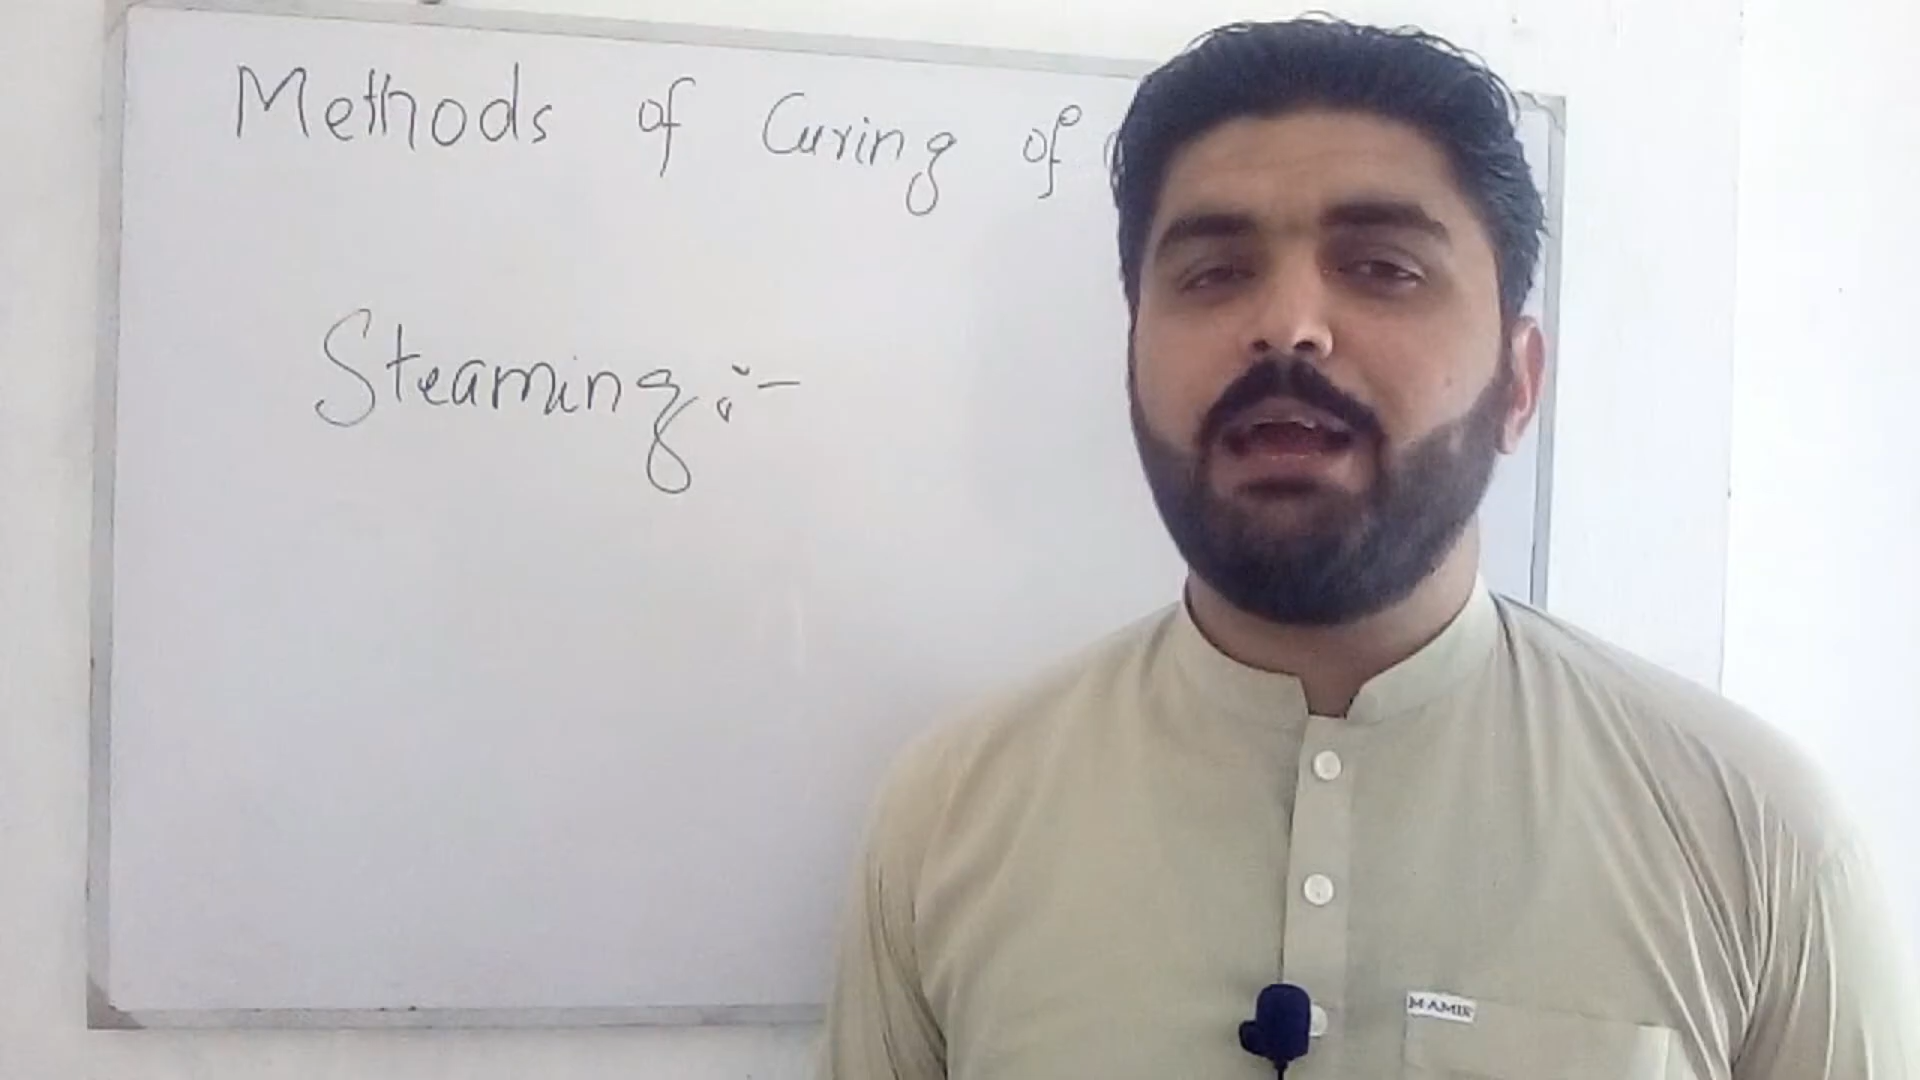 Methods of Curing of
Steaming :-
M·AMIR